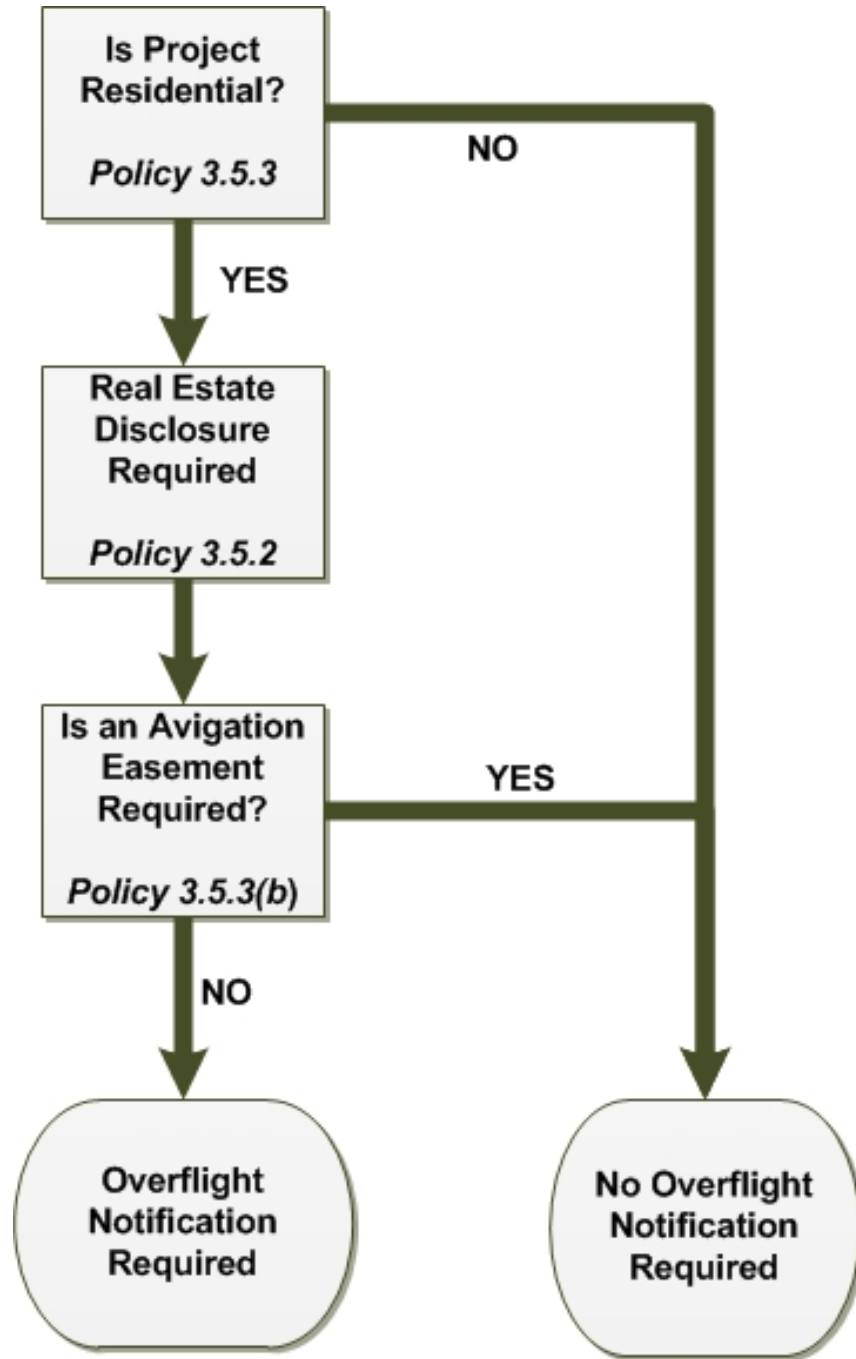 Is Project
Residential?
Policy 3.5.3
NO
YES
Real Estate
Disclosure
Required
Policy 3.5.2
Is an Avigation
Easement
Required?
Policy 3.5.3(b)
YES
NO
Overflight
Notification
Required
No Overflight
Notification
Required